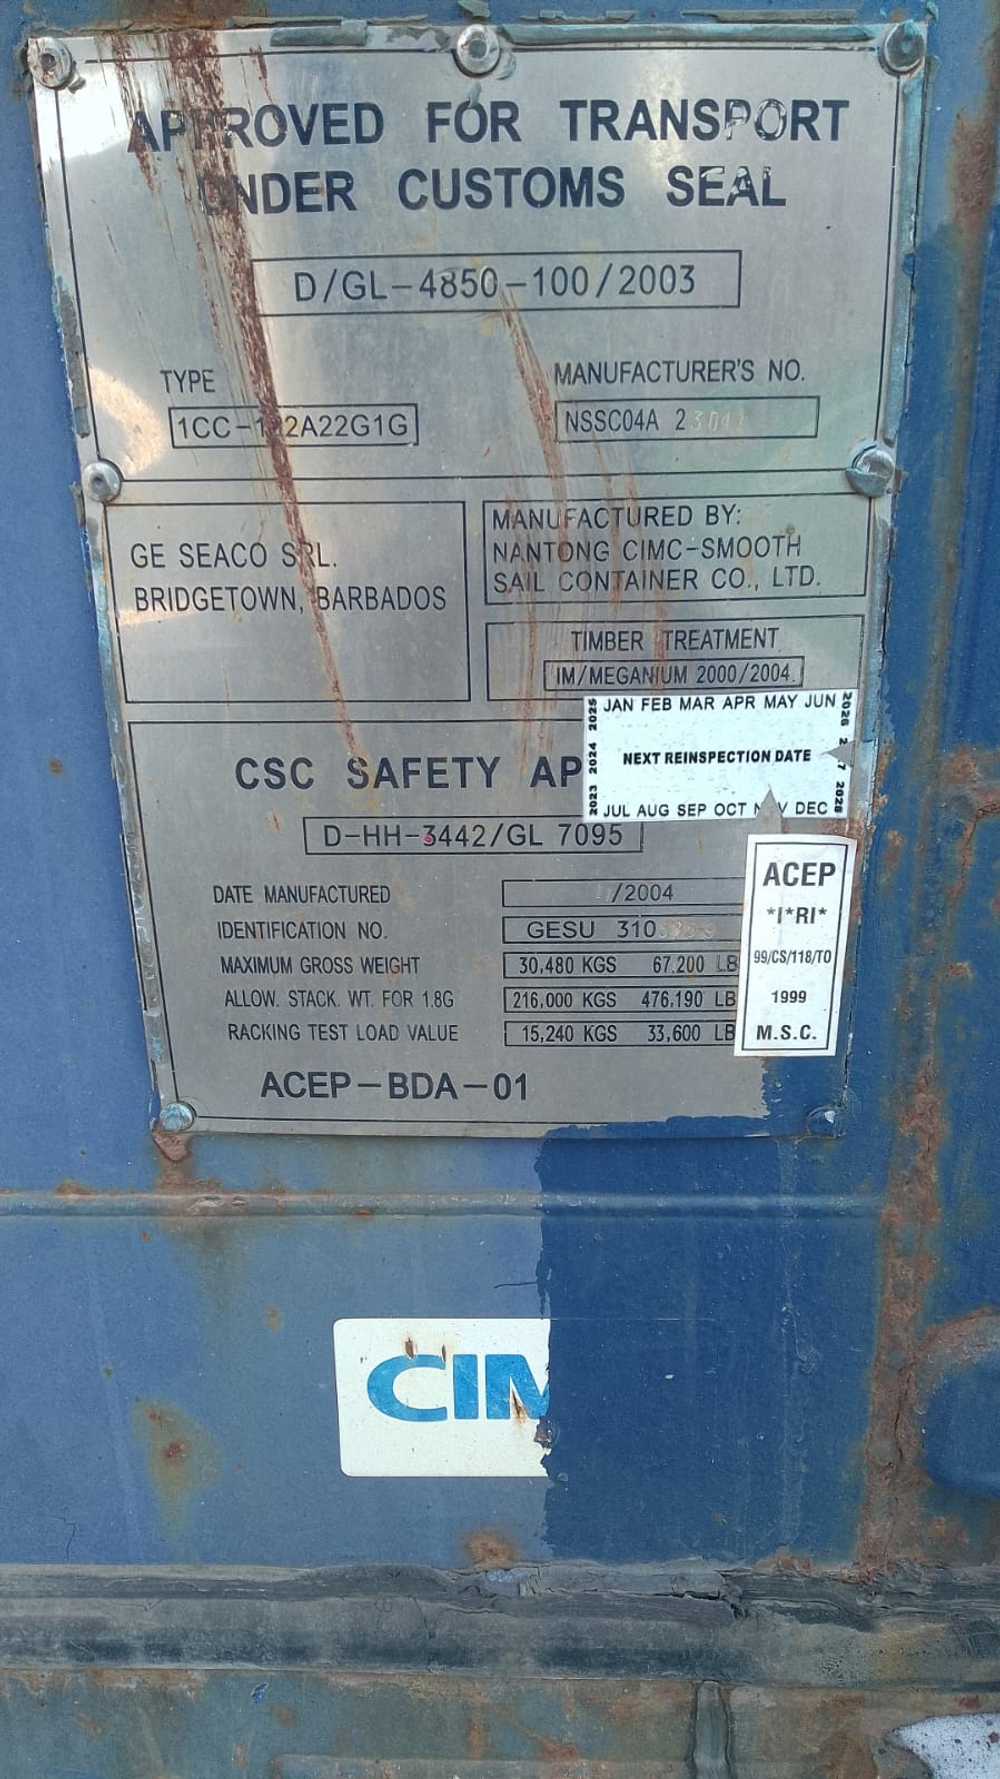 APPROVED FOR TRANSPORT
UNDER CUSTOMS SEAL
D/GL-4850-100/2003
TYPE
MANUFACTURER'S NO.
NSSC04A
GE SEACO SRL.
BRIDGETOWN, BARBADOS
MANUFACTURED BY:
NANTONG CIMC-SMOOTH
SAIL CONTAINER CO., LTD.
TIMBER TREATMENT
IM/MEGANIUM 2000/2004.
2023 2024 2025
JAN FEB MAR APR MAY JUN
2026 2028
NEXT REINSPECTION DATE
JUL AUG SEP OCT DEC
CSC SAFETY AP
D-HH-3442/GL 7095
DATE MANUFACTURED /2004
IDENTIFICATION NO. GESU 310
MAXIMUM GROSS WEIGHT 30,480 KGS 67.200 LB
ALLOW. STACK. WT. FOR 1.8G 216,000 KGS 476,190 LB
RACKING TEST LOAD VALUE 15,240 KGS 33,600 LB
ACEP-BDA-01
ACEP
*I*RI*
99/CS/118/TO
1999
M.S.C.
CIM